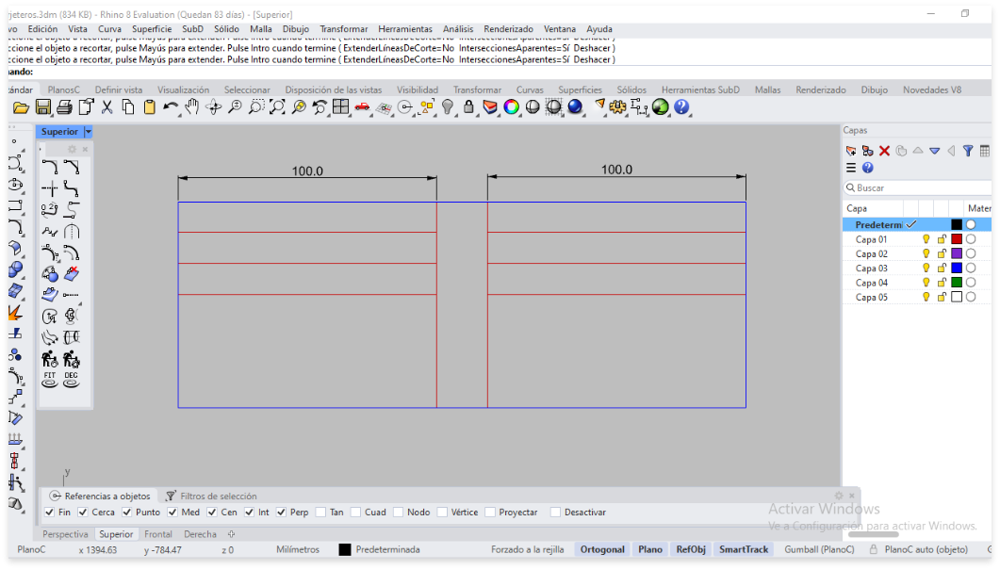 rjeteros.3dm (834 KB) - Rhino 8 Evaluation (Quedan 83 días) - [Superior]
vo Edición Vista Curva Superficie SubD Sólido Malla Dibujo Transformar Herramientas Análisis Renderizado Ventana Paneles Ayuda
ccione el objeto a recortar, pulse Mayús para extender. Pulse Intro cuando termine ( ExtenderLíneasDeCorte=No IntersecciónesAparentes=Sí Deshacer )
ccione el objeto a recortar, pulse Mayús para extender. Pulse Intro cuando termine ( ExtenderLíneasDeCorte=No IntersecciónesAparentes=Sí Deshacer )
ando:
ándar PlanosC Definir vista Visualización Seleccionar Disposición de las vistas Visibilidad Transformar Curvas Superficies Sólidos Herramientas SubD Mallas Renderizado Dibujo Novedades V8
Superior
Capas
100.0 100.0
Buscar
Capa Mater
Predeterm
Capa 01
Capa 02
Capa 03
Capa 04
Capa 05
FIT DEG
y
Referencias a objetos Filtros de selección
Fin Cerca Punto Med Cen Int Perp Tan Cuad Nodo Vértice Proyectar Desactivar
Activar Windows
Ve a Configuración para activar Windows.
Perspectiva Superior Frontal Derecha
PlanoC x 1394.63 y -784.47 z 0 Milímetros Predeterminada Forzado a la rejilla Ortogonal Plano RefObj SmartTrack Gumball (PlanoC) PlanoC auto (objeto)